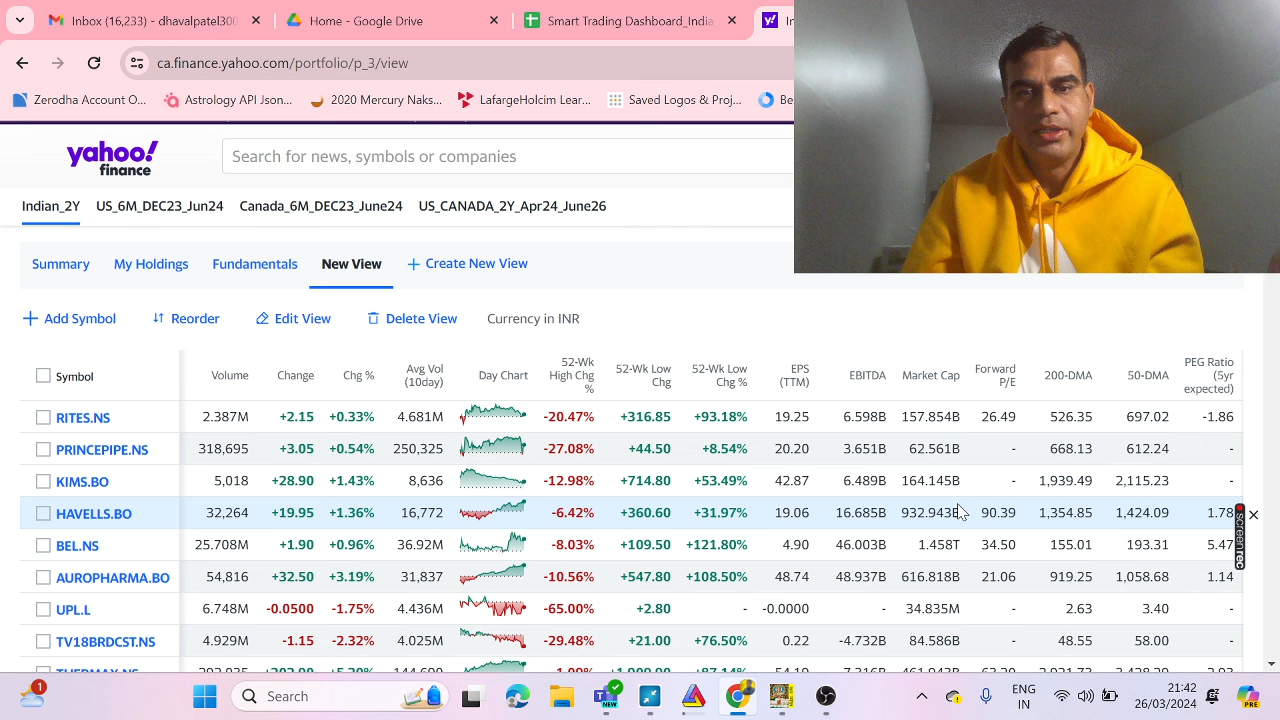 Home - Google Drive
Samjho Trading Dashboard_Indi
ca.finance.yahoo.com/portfolio/p_3/view
Zerodha Account O...
Astrology API Json...
2020 Mercury Retro...
LafargeHolcim Lear...
Saved Logos & Proj...
yahoo!
finance
Search for news, symbols or companies
Indian_2Y US_6M_DEC23_Jun24 Canada_6M_DEC23_June24 US_CANADA_2Y_Apr24_June26
Summary My Holdings Fundamentals New View + Create New View
+ Add Symbol Reorder Edit View Delete View Currency in INR
Symbol Volume Change Chg % Avg Vol (10day) Day Chart 52-Wk High Chg % 52-Wk Low Chg 52-Wk Low Chg % EPS (TTM) EBITDA Market Cap Forward P/E 200-DMA 50-DMA PEG Ratio (5yr expected)
RITES.NS 2.387M +2.15 +0.33% 4.681M -20.47% +316.85 +93.18% 19.25 6.598B 157.854B 26.49 526.35 697.02 -1.86
PRINCEPIPE.NS 318,695 +3.05 +0.54% 250,325 -27.08% +44.50 +8.54% 20.20 3.651B 62.561B - 668.13 612.24 -
KIMS.BO 5,018 +28.90 +1.43% 8,636 -12.98% +714.80 +53.49% 42.87 6.489B 164.145B - 1,939.49 2,115.23 -
HAVELLS.BO 32,264 +19.95 +1.36% 16,772 -6.42% +360.60 +31.97% 19.06 16.685B 932.943B 90.39 1,354.85 1,424.09 1.78
BEL.NS 25.708M +1.90 +0.96% 36.92M -8.03% +109.50 +121.80% 4.90 46.003B 1.458T 34.50 155.01 193.31 5.47
AUROPHARMA.BO 54,816 +32.50 +3.19% 31,837 -10.56% +547.80 +108.50% 48.74 48.937B 616.818B 21.06 919.25 1,058.68 1.14
UPL.L 6.748M -0.0500 -1.75% 4.436M -65.00% +2.80 - -0.0000 - 34.835M - 2.63 3.40 -
TV18BRDCST.NS 4.929M -1.15 -2.32% 4.025M -29.48% +21.00 +76.50% 0.22 -4.732B 84.586B - 48.55 58.00 -
screenrec
1
Search
NEW
ENG
IN
21:42
26/03/2024
PRE